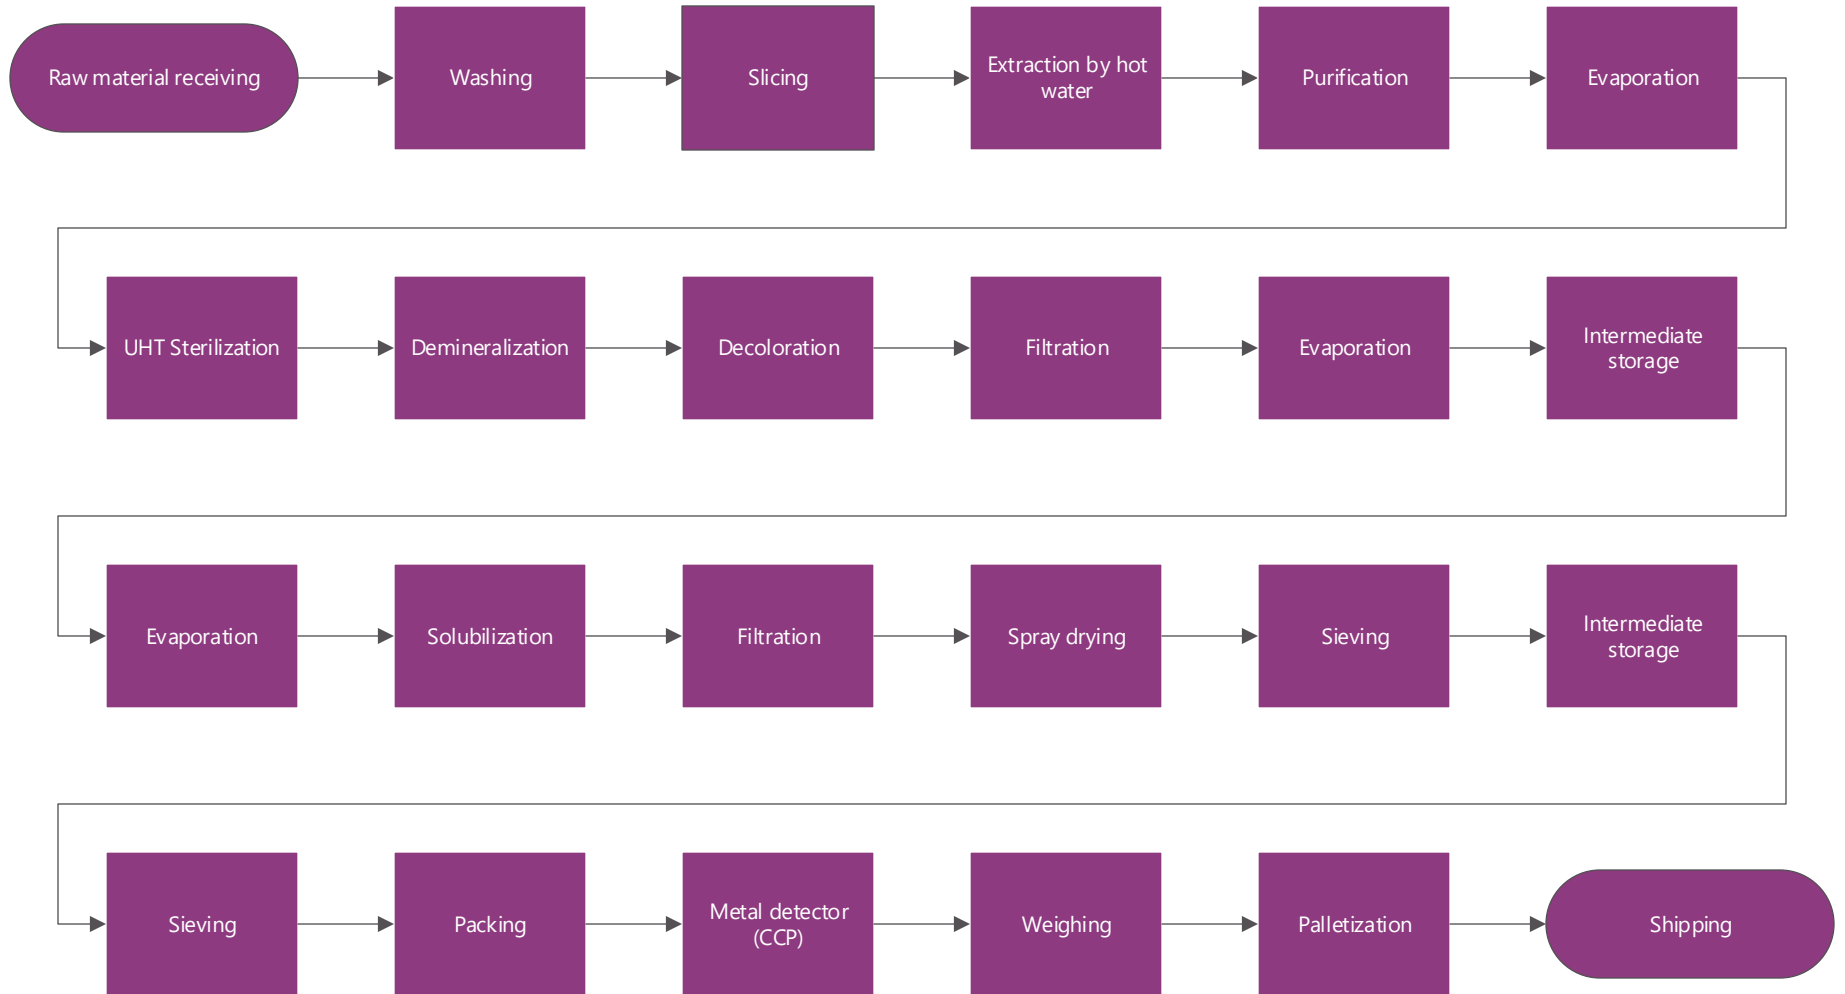 Raw material receiving
Washing
Slicing
Extraction by hot
water
Purification
Evaporation
UHT Sterilization
Demineralization
Decoloration
Filtration
Evaporation
Intermediate
storage
Evaporation
Solubilization
Filtration
Spray drying
Sieving
Intermediate
storage
Sieving
Packing
Metal detector
(CCP)
Weighing
Palletization
Shipping